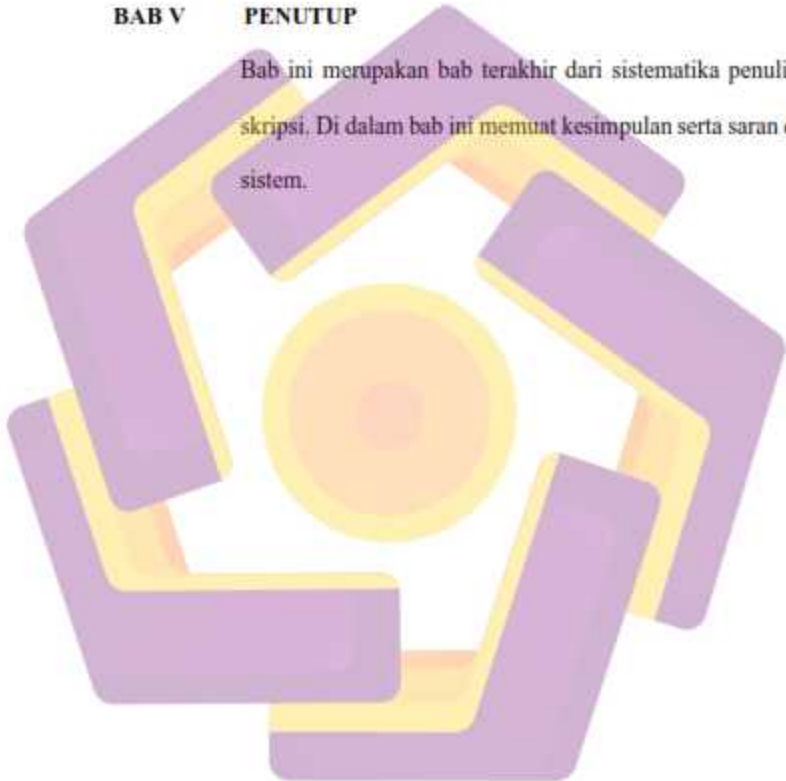 BAB V PENUTUP
Bab ini merupakan bab terakhir dari sistematika
skripsi. Di dalam bab ini memuat kesimpulan serta saran
sistem.